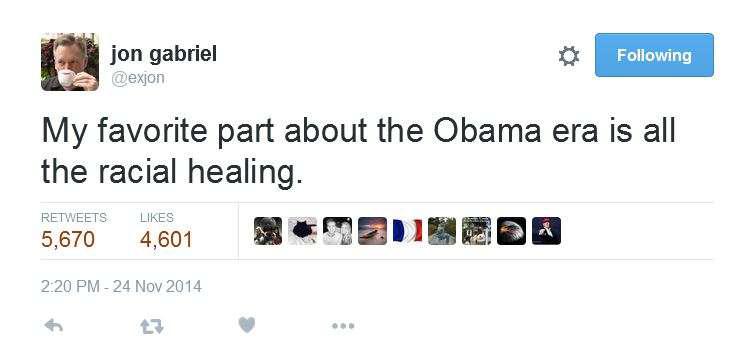 jon gabriel
@exjon
Following
My favorite part about the Obama era is all
the racial healing.
RETWEETS
LIKES
5,670
4,601
2:20 PM - 24 Nov 2014